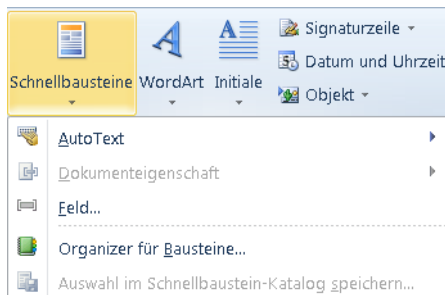 Schnellbausteine WordArt Initiale
Signaturzeile
Datum und Uhrzeit
Objekt
AutoText
Dokumenteigenschaft
Feld...
Organizer für Bausteine...
Auswahl im Schnellbaustein-Katalog speichern...